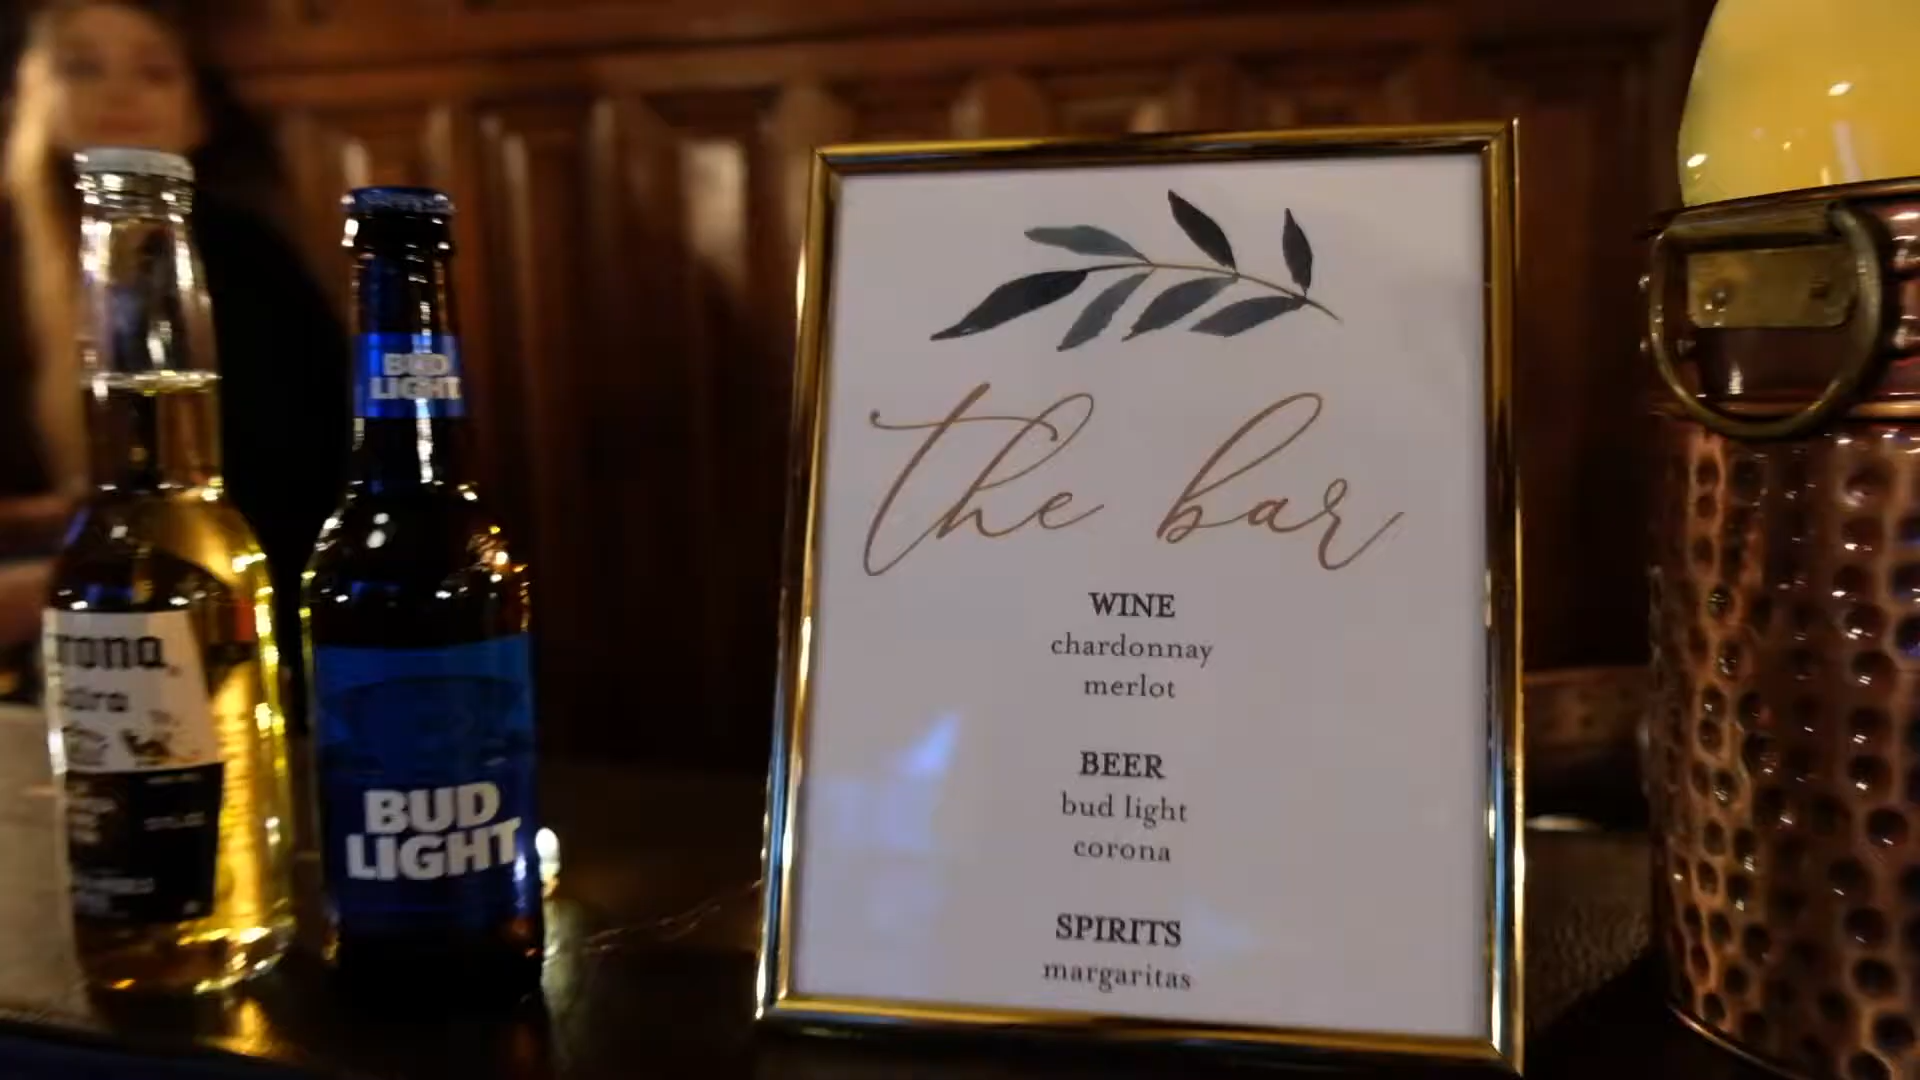 BUD
LIGHT
BUD
LIGHT
the bar
WINE
chardonnay
merlot
BEER
bud light
corona
SPIRITS
margaritas